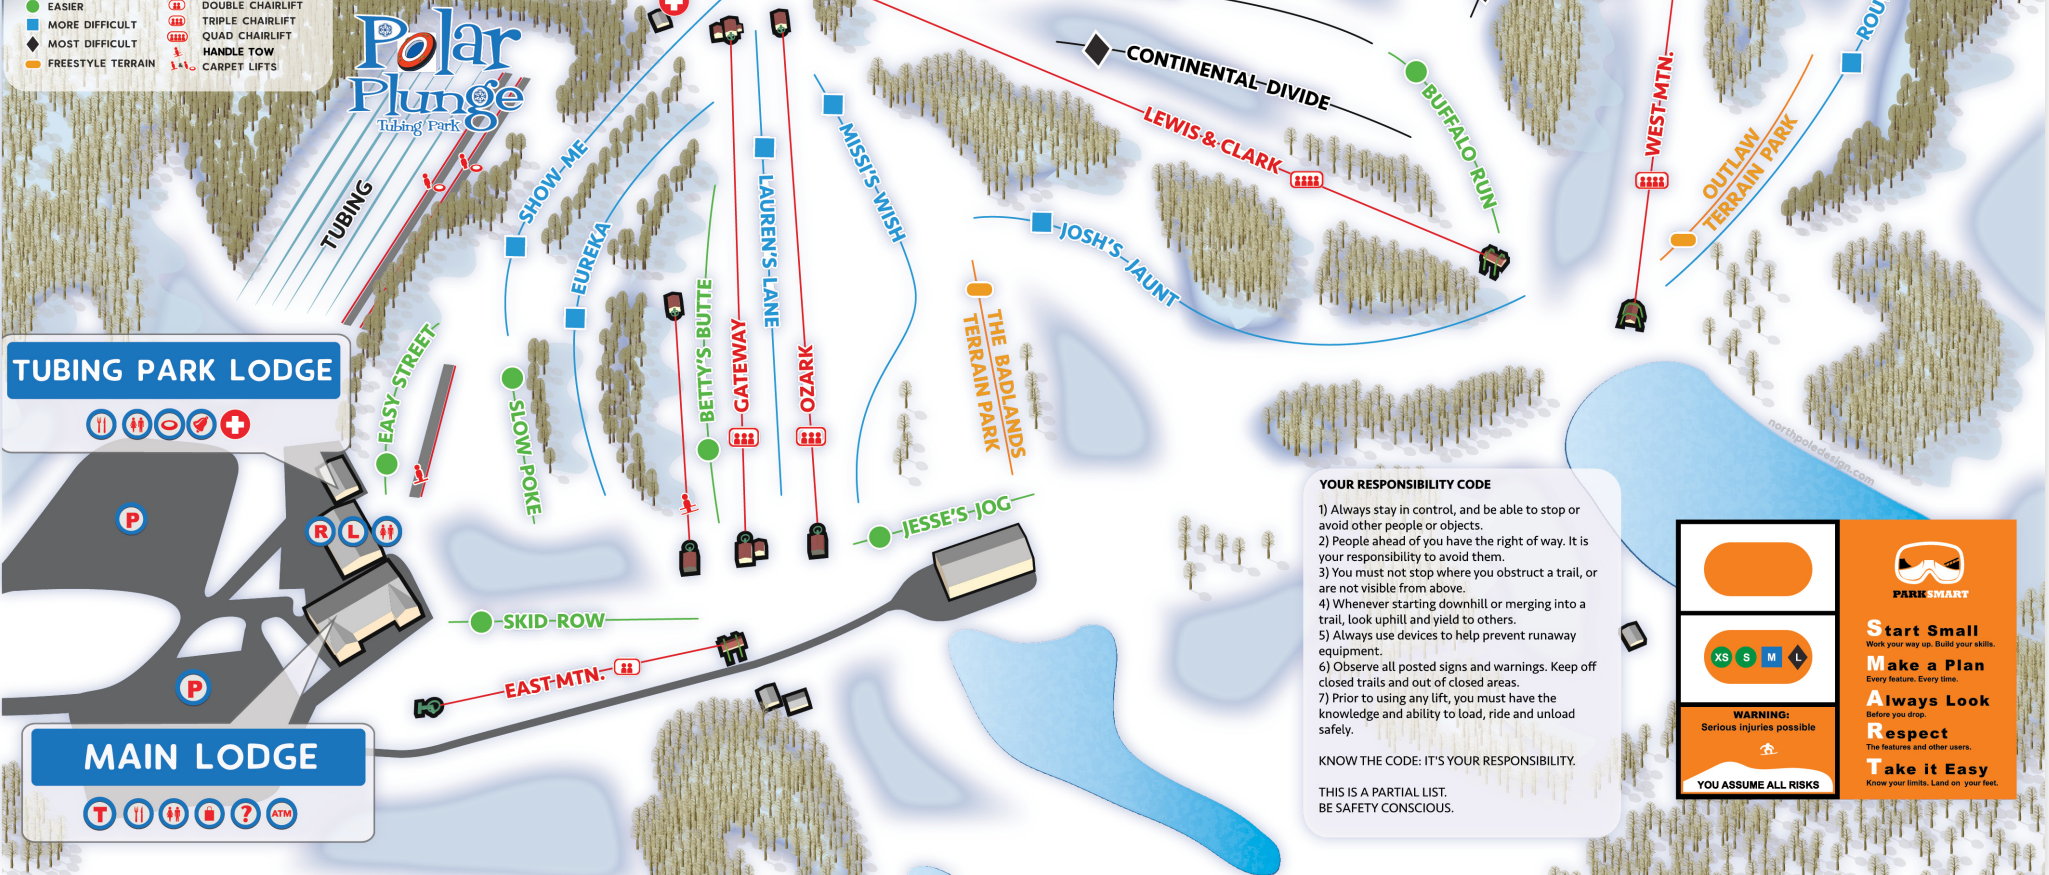 EASIER
MORE DIFFICULT
MOST DIFFICULT
FREESTYLE TERRAIN
DOUBLE CHAIRLIFT
TRIPLE CHAIRLIFT
QUAD CHAIRLIFT
HANDLE TOW
CARPET LIFTS
Polar
Plunge
Tubing Park
TUBING
SHOW-ME
EUREKA
EASY-STREET
SLOW-POKE
BETTY'S-BUTTE
GATEWAY
LAUREN'S-LANE
OZARK
MISSI'S-WISH
THE BADLANDS
TERRAIN PARK
JOSH'S-JAUNT
CONTINENTAL-DIVIDE
LEWIS & CLARK
BUFFALO-RUN
WEST-MTN.
OUTLAW
TERRAIN PARK
ROU
TUBING PARK LODGE
P
R
L
P
JESSE'S-JOG
SKID-ROW
EAST-MTN.
MAIN LODGE
T
?
ATM
northpoledesign.com
YOUR RESPONSIBILITY CODE
1) Always stay in control, and be able to stop or
avoid other people or objects.
2) People ahead of you have the right of way. It is
your responsibility to avoid them.
3) You must not stop where you obstruct a trail, or
are not visible from above.
4) Whenever starting downhill or merging into a
trail, look uphill and yield to others.
5) Always use devices to help prevent runaway
equipment.
6) Observe all posted signs and warnings. Keep off
closed trails and out of closed areas.
7) Prior to using any lift, you must have the
knowledge and ability to load, ride and unload
safely.
KNOW THE CODE: IT'S YOUR RESPONSIBILITY.
THIS IS A PARTIAL LIST.
BE SAFETY CONSCIOUS.
XS S M L
WARNING:
Serious injuries possible
YOU ASSUME ALL RISKS
PARK SMART
Start Small
Work your way up. Build your skills.
Make a Plan
Every feature. Every time.
Always Look
Before you drop.
Respect
The features and other users.
Take it Easy
Know your limits. Land on your feet.